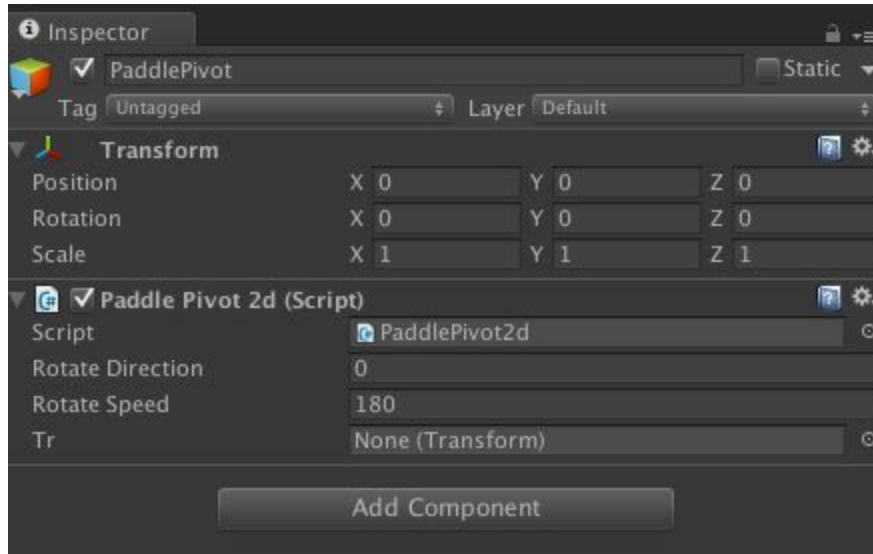 Inspector
PaddlePivot Static
Tag Untagged Layer Default
Transform
Position X 0 Y 0 Z 0
Rotation X 0 Y 0 Z 0
Scale X 1 Y 1 Z 1
Paddle Pivot 2d (Script)
Script PaddlePivot2d
Rotate Direction 0
Rotate Speed 180
Tr None (Transform)
Add Component